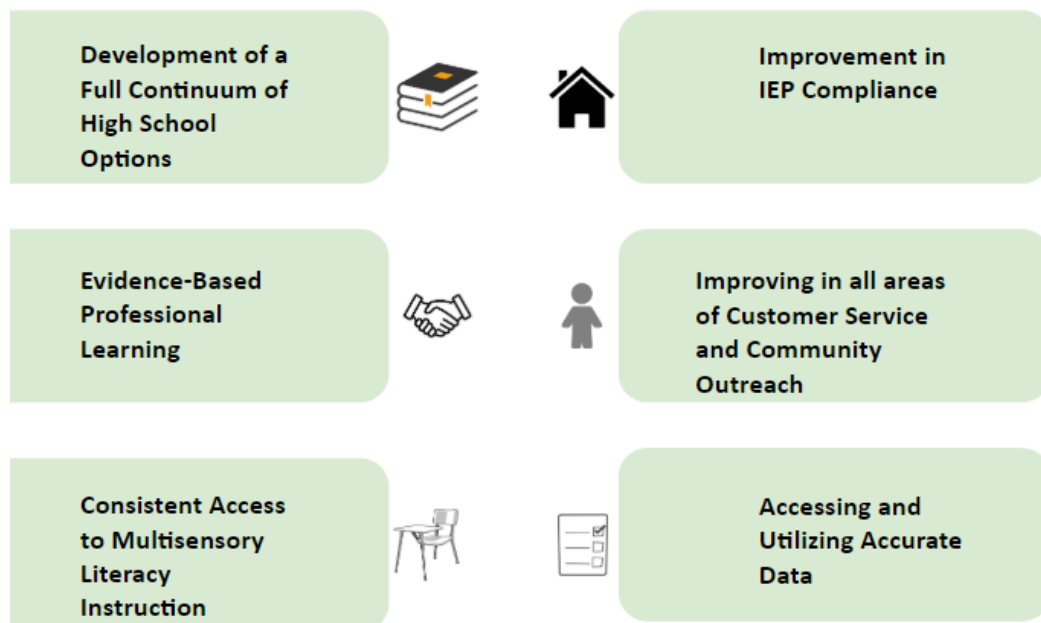 Development of a
Full Continuum of
High School
Options
Improvement in
IEP Compliance
Evidence-Based
Professional
Learning
Improving in all areas
of Customer Service
and Community
Outreach
Consistent Access
to Multisensory
Literacy
Instruction
Accessing and
Utilizing Accurate
Data